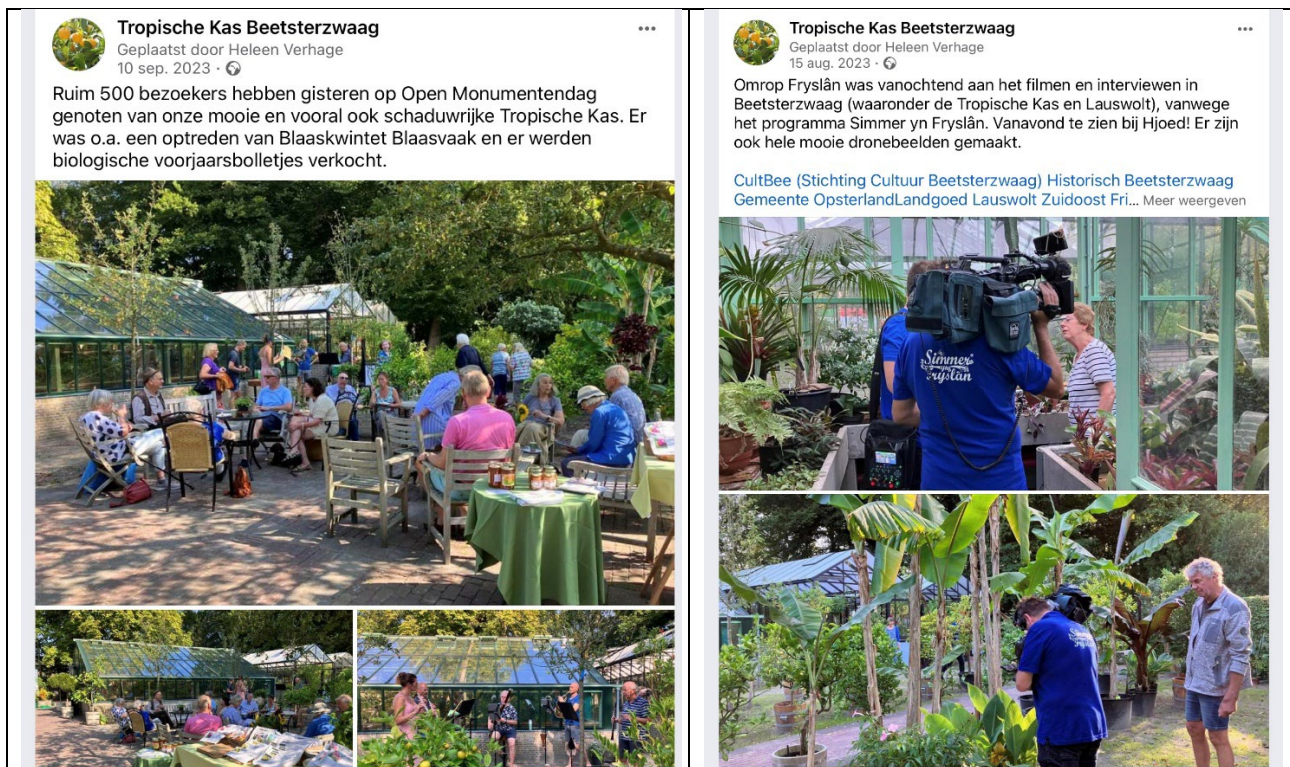 Tropische Kas Beetsterzwaag
Geplaatst door Heleen Verhage
10 sep. 2023 ·
Ruim 500 bezoekers hebben gisteren op Open Monumentendag
genoten van onze mooie en vooral ook schaduwrijke Tropische Kas. Er
was o.a. een optreden van Blaaskwintet Blaasvaak en er werden
biologische voorjaarsbolletjes verkocht.
Tropische Kas Beetsterzwaag
Geplaatst door Heleen Verhage
15 aug. 2023 ·
Omrop Fryslân was vanochtend aan het filmen en interviewen in
Beetsterzwaag (waaronder de Tropische Kas en Lauswolt), vanwege
het programma Simmer yn Fryslân. Vanavond te zien bij Hjoed! Er zijn
ook hele mooie dronebeelden gemaakt.
CultBee (Stichting Cultuur Beetsterzwaag) Historisch Beetsterzwaag
Gemeente OpsterlandLandgoed Lauswolt Zuidoost Fri... Meer weergeven
Simmer
yn
Fryslân